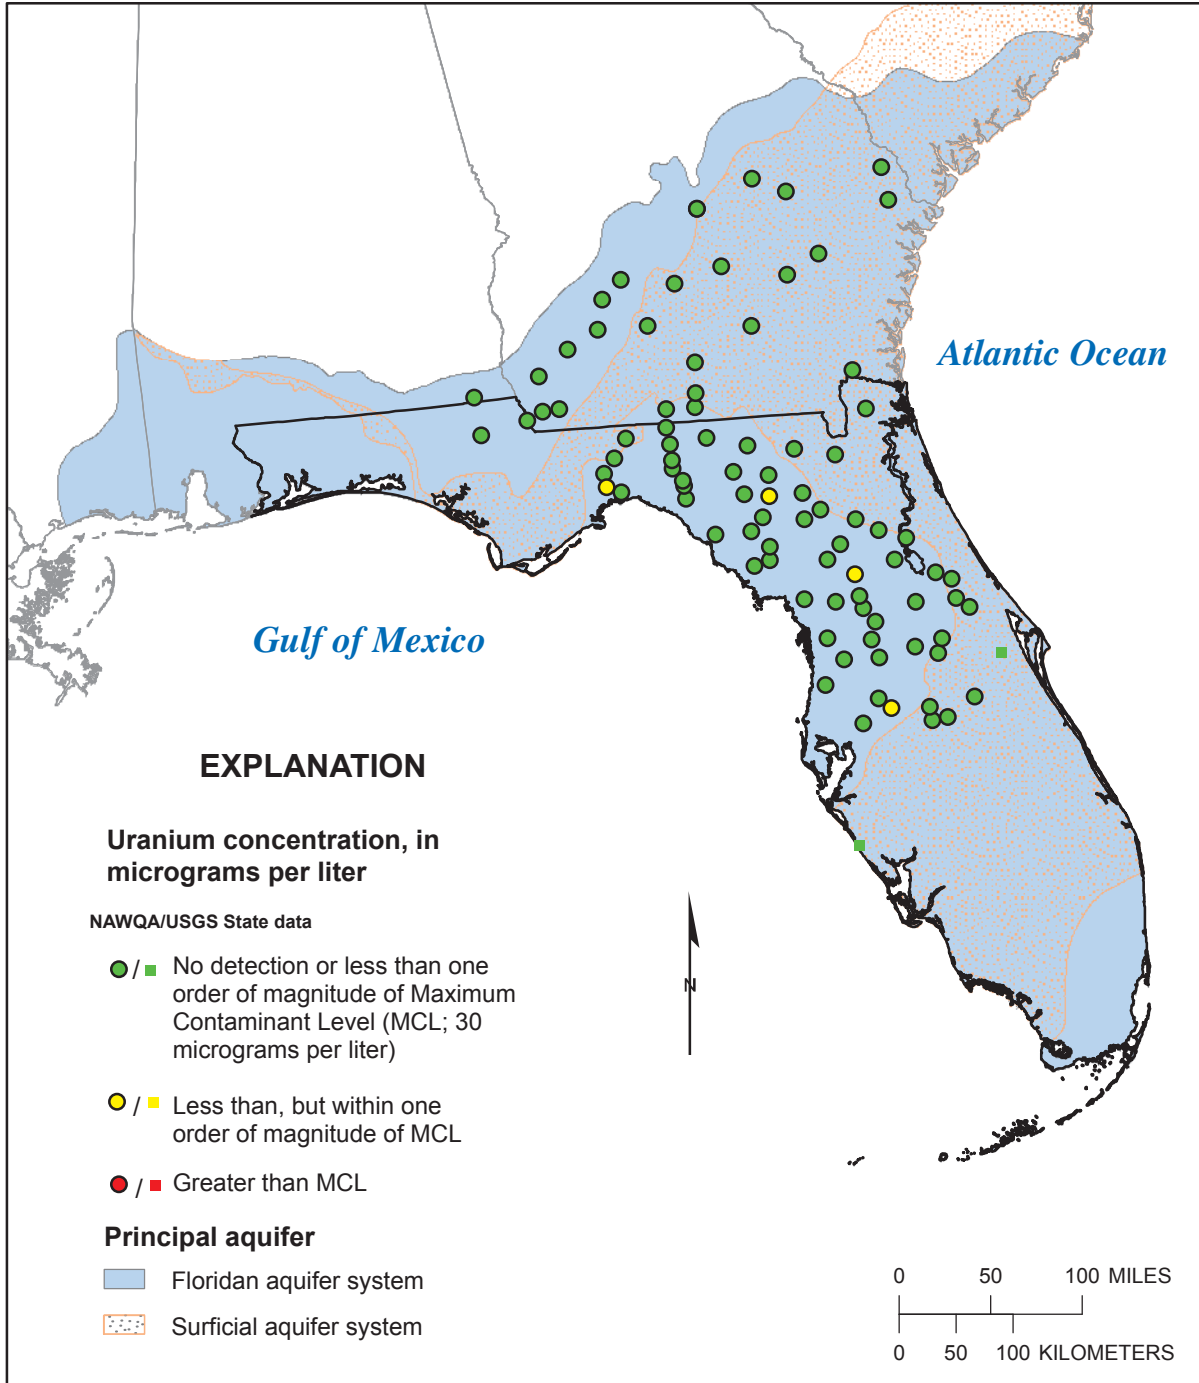 Atlantic Ocean
Gulf of Mexico
EXPLANATION
Uranium concentration, in
micrograms per liter
NAWQA/USGS State data
/ No detection or less than one
order of magnitude of Maximum
Contaminant Level (MCL; 30
micrograms per liter)
/ Less than, but within one
order of magnitude of MCL
/ Greater than MCL
Principal aquifer
Floridan aquifer system
Surficial aquifer system
N
0 50 100 MILES
0 50 100 KILOMETERS